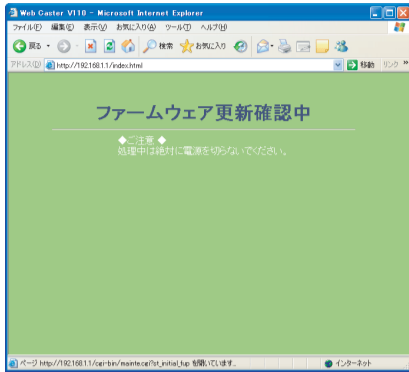 Web Caster V110 - Microsoft Internet Explorer
ファイル(F) 編集(E) 表示(V) お気に入り(A) ツール(T) ヘルプ(H)
戻る 検索 お気に入り
アドレス(D) http://192.168.1.1/index.html 移動 リンク »
ファームウェア更新確認中
◆ご注意◆
処理中は絶対に電源を切らないでください。
ページ http://192.168.1.1/cgi-bin/mainte.cgi?st_initial_fup を開いています.. インターネット